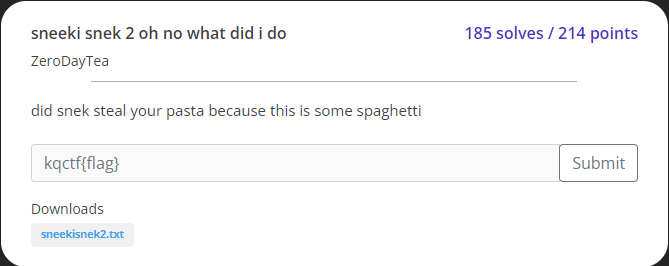 sneeki snek 2 oh no what did i do 185 solves / 214 points
ZeroDayTea
did snek steal your pasta because this is some spaghetti
kqctf{flag} Submit
Downloads
sneekisnek2.txt